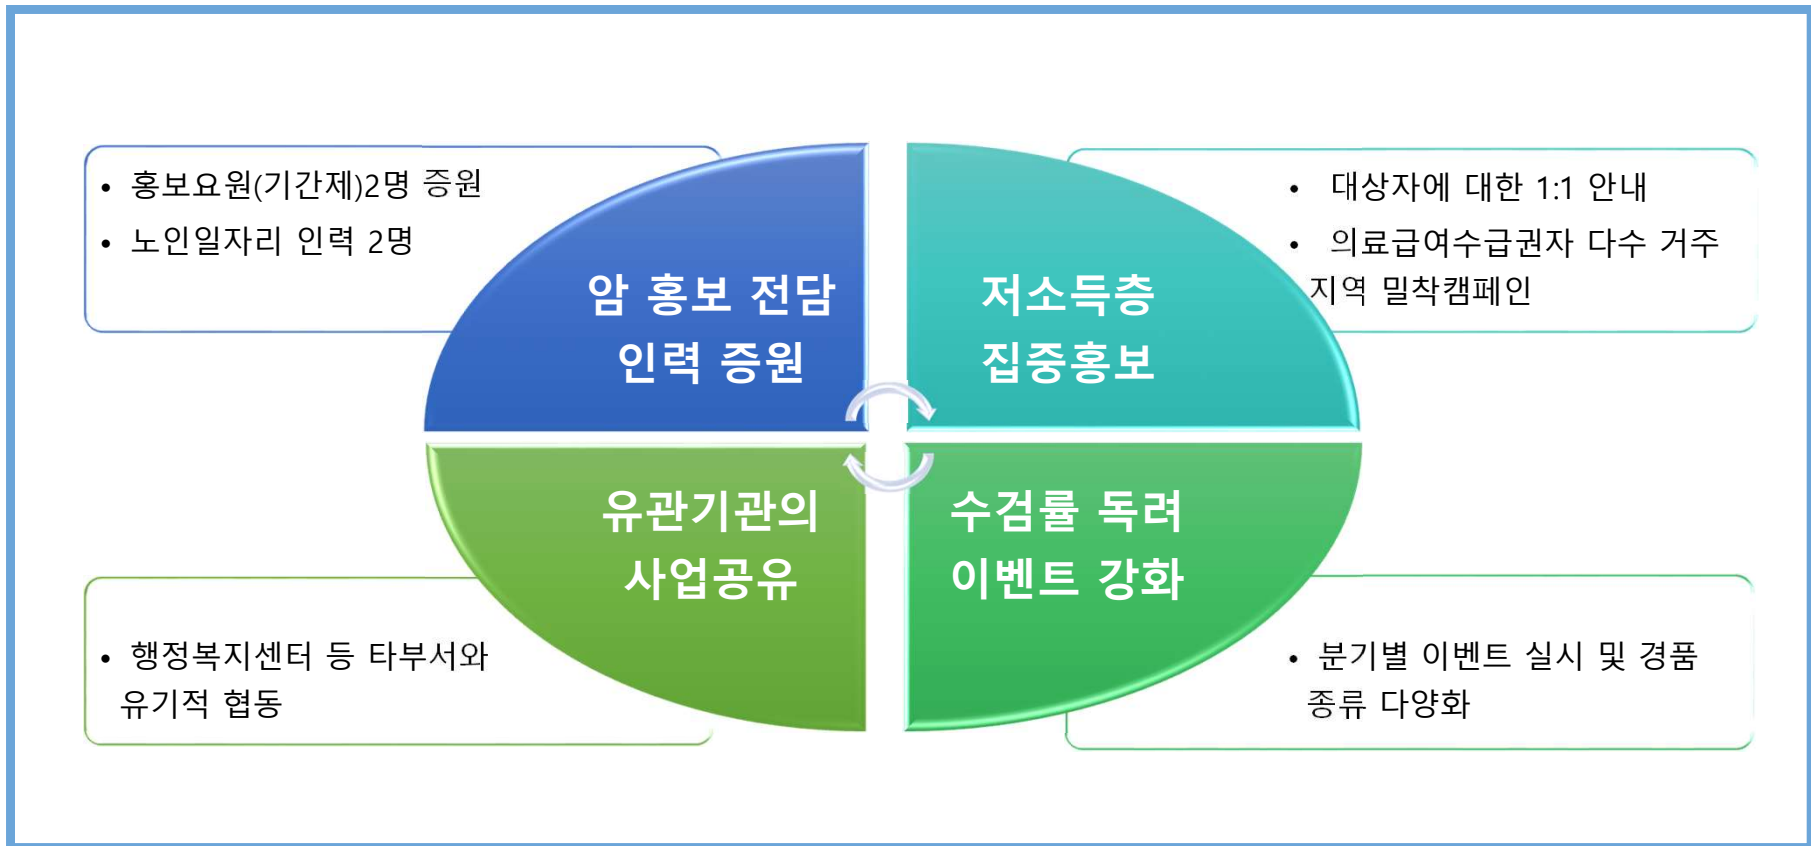 • 홍보요원(기간제)2명 증원
• 노인일자리 인력 2명
암 홍보 전담
인력 증원
저소득층
집중홍보
• 대상자에 대한 1:1 안내
• 의료급여수급권자 다수 거주
지역 밀착캠페인
유관기관의
사업공유
• 행정복지센터 등 타부서와
유기적 협동
수검률 독려
이벤트 강화
• 분기별 이벤트 실시 및 경품
종류 다양화